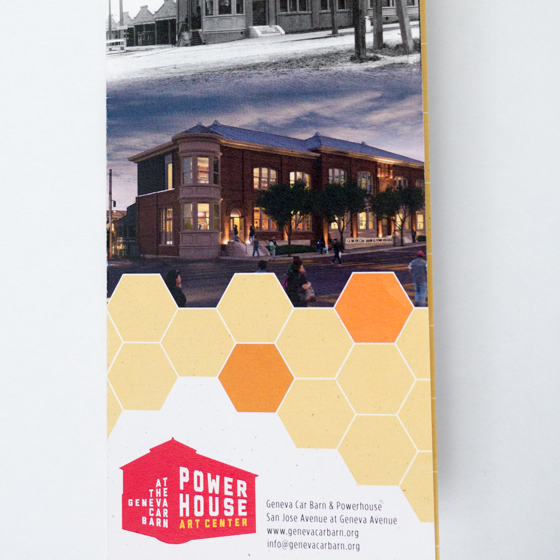 AT
THE
GENEVA
CAR
BARN
POWER
HOUSE
ART CENTER
Geneva Car Barn & Powerhouse
San Jose Avenue at Geneva Avenue
www.genevacarbarn.org
info@genevacarbarn.org